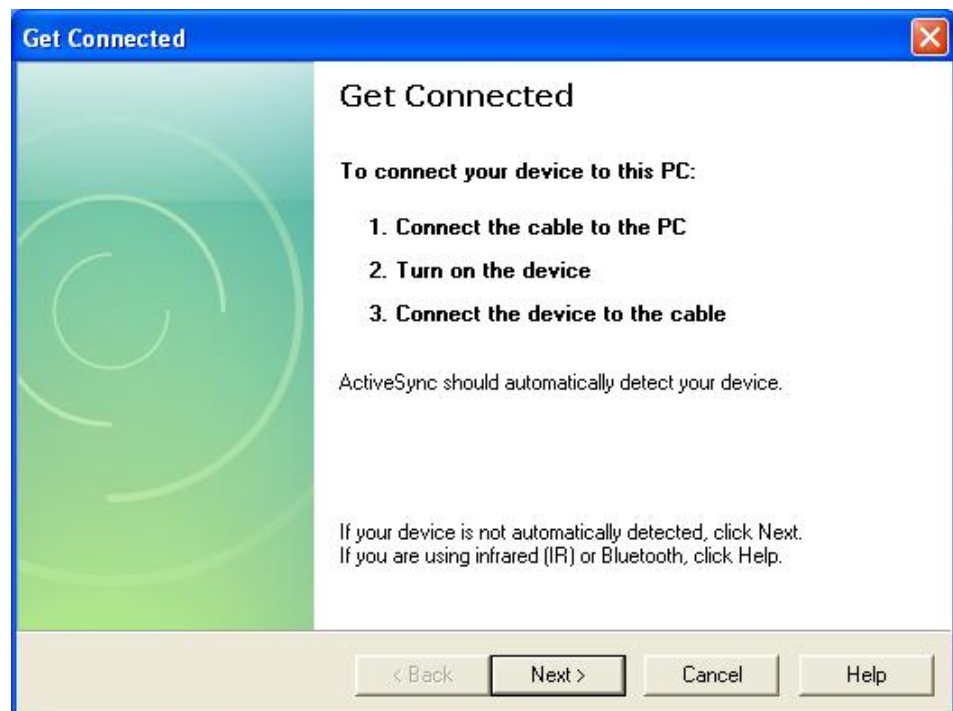 Get Connected
Get Connected
To connect your device to this PC:
1. Connect the cable to the PC
2. Turn on the device
3. Connect the device to the cable
ActiveSync should automatically detect your device.
If your device is not automatically detected, click Next.
If you are using infrared (IR) or Bluetooth, click Help.
< Back Next > Cancel Help